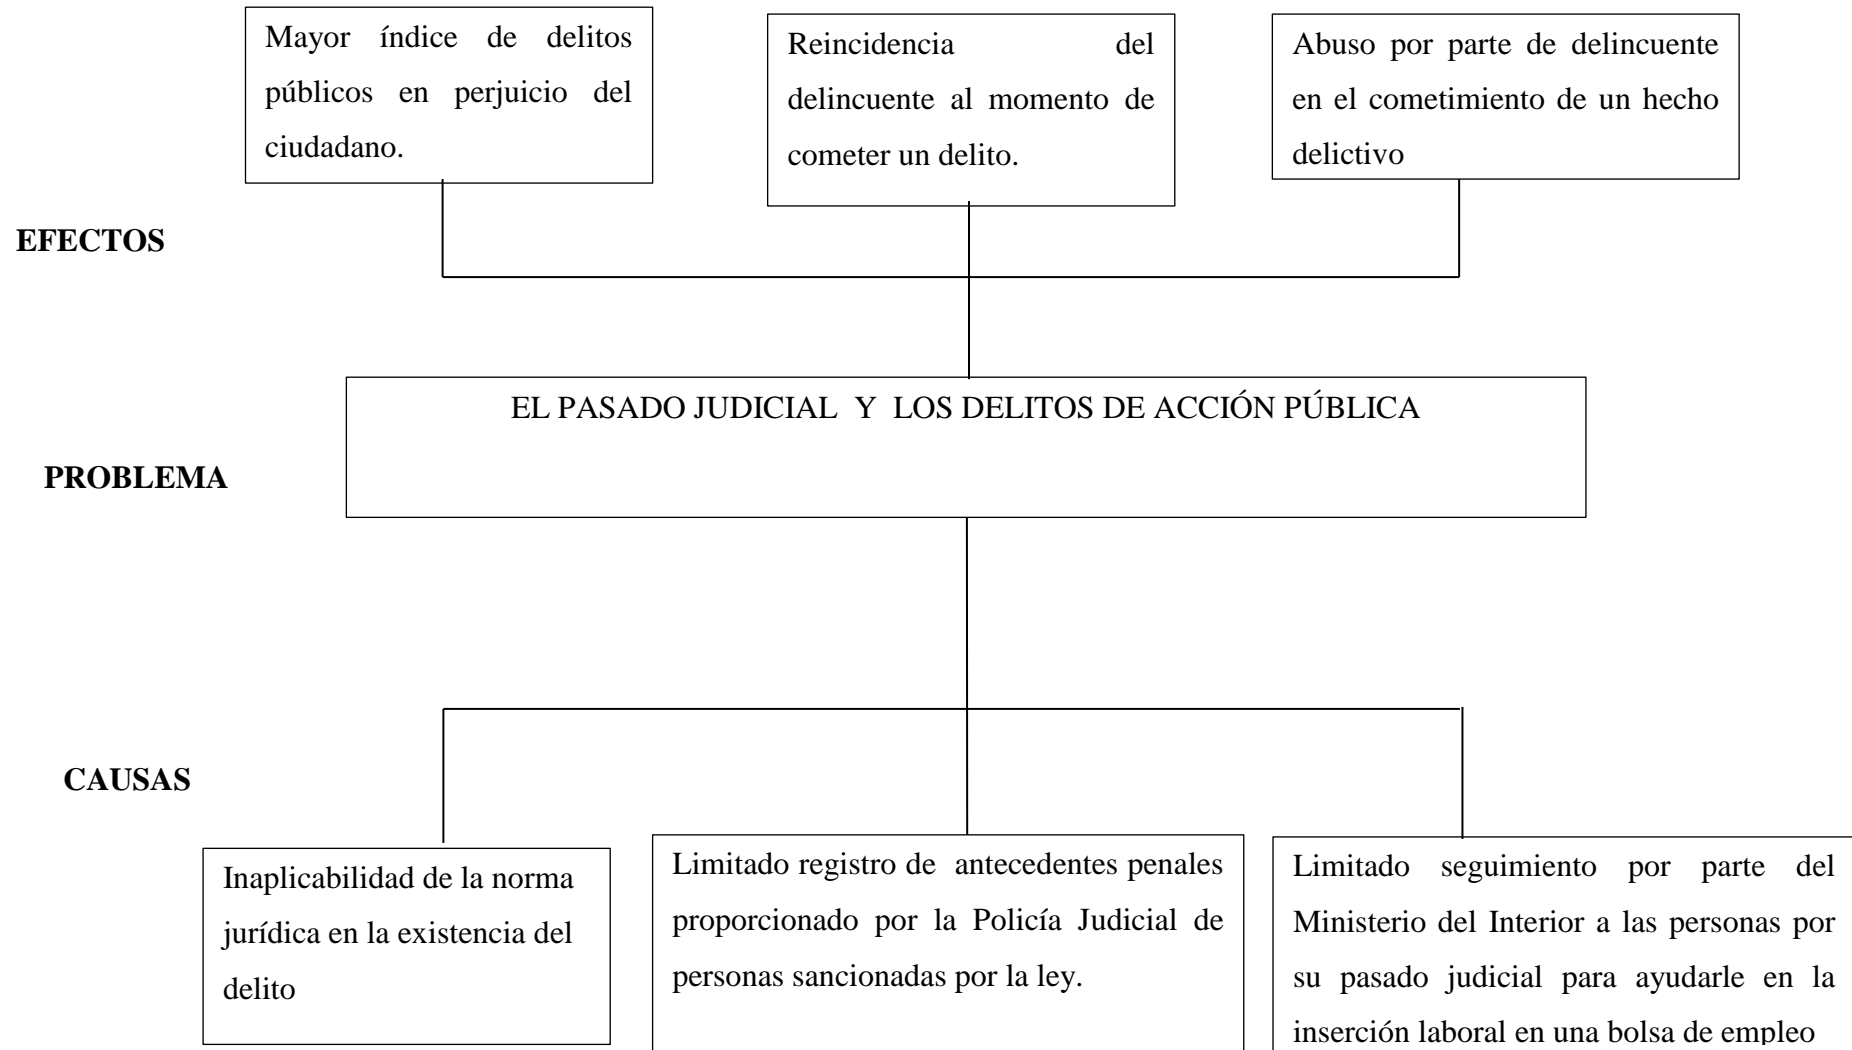 Mayor índice de delitos
públicos en perjuicio del
ciudadano.
Reincidencia del
delincuente al momento de
cometer un delito.
Abuso por parte de delincuente
en el cometimiento de un hecho
delictivo
EFECTOS
EL PASADO JUDICIAL Y LOS DELITOS DE ACCIÓN PÚBLICA
PROBLEMA
CAUSAS
Inaplicabilidad de la norma
jurídica en la existencia del
delito
Limitado registro de antecedentes penales
proporcionado por la Policía Judicial de
personas sancionadas por la ley.
Limitado seguimiento por parte del
Ministerio del Interior a las personas por
su pasado judicial para ayudarle en la
inserción laboral en una bolsa de empleo